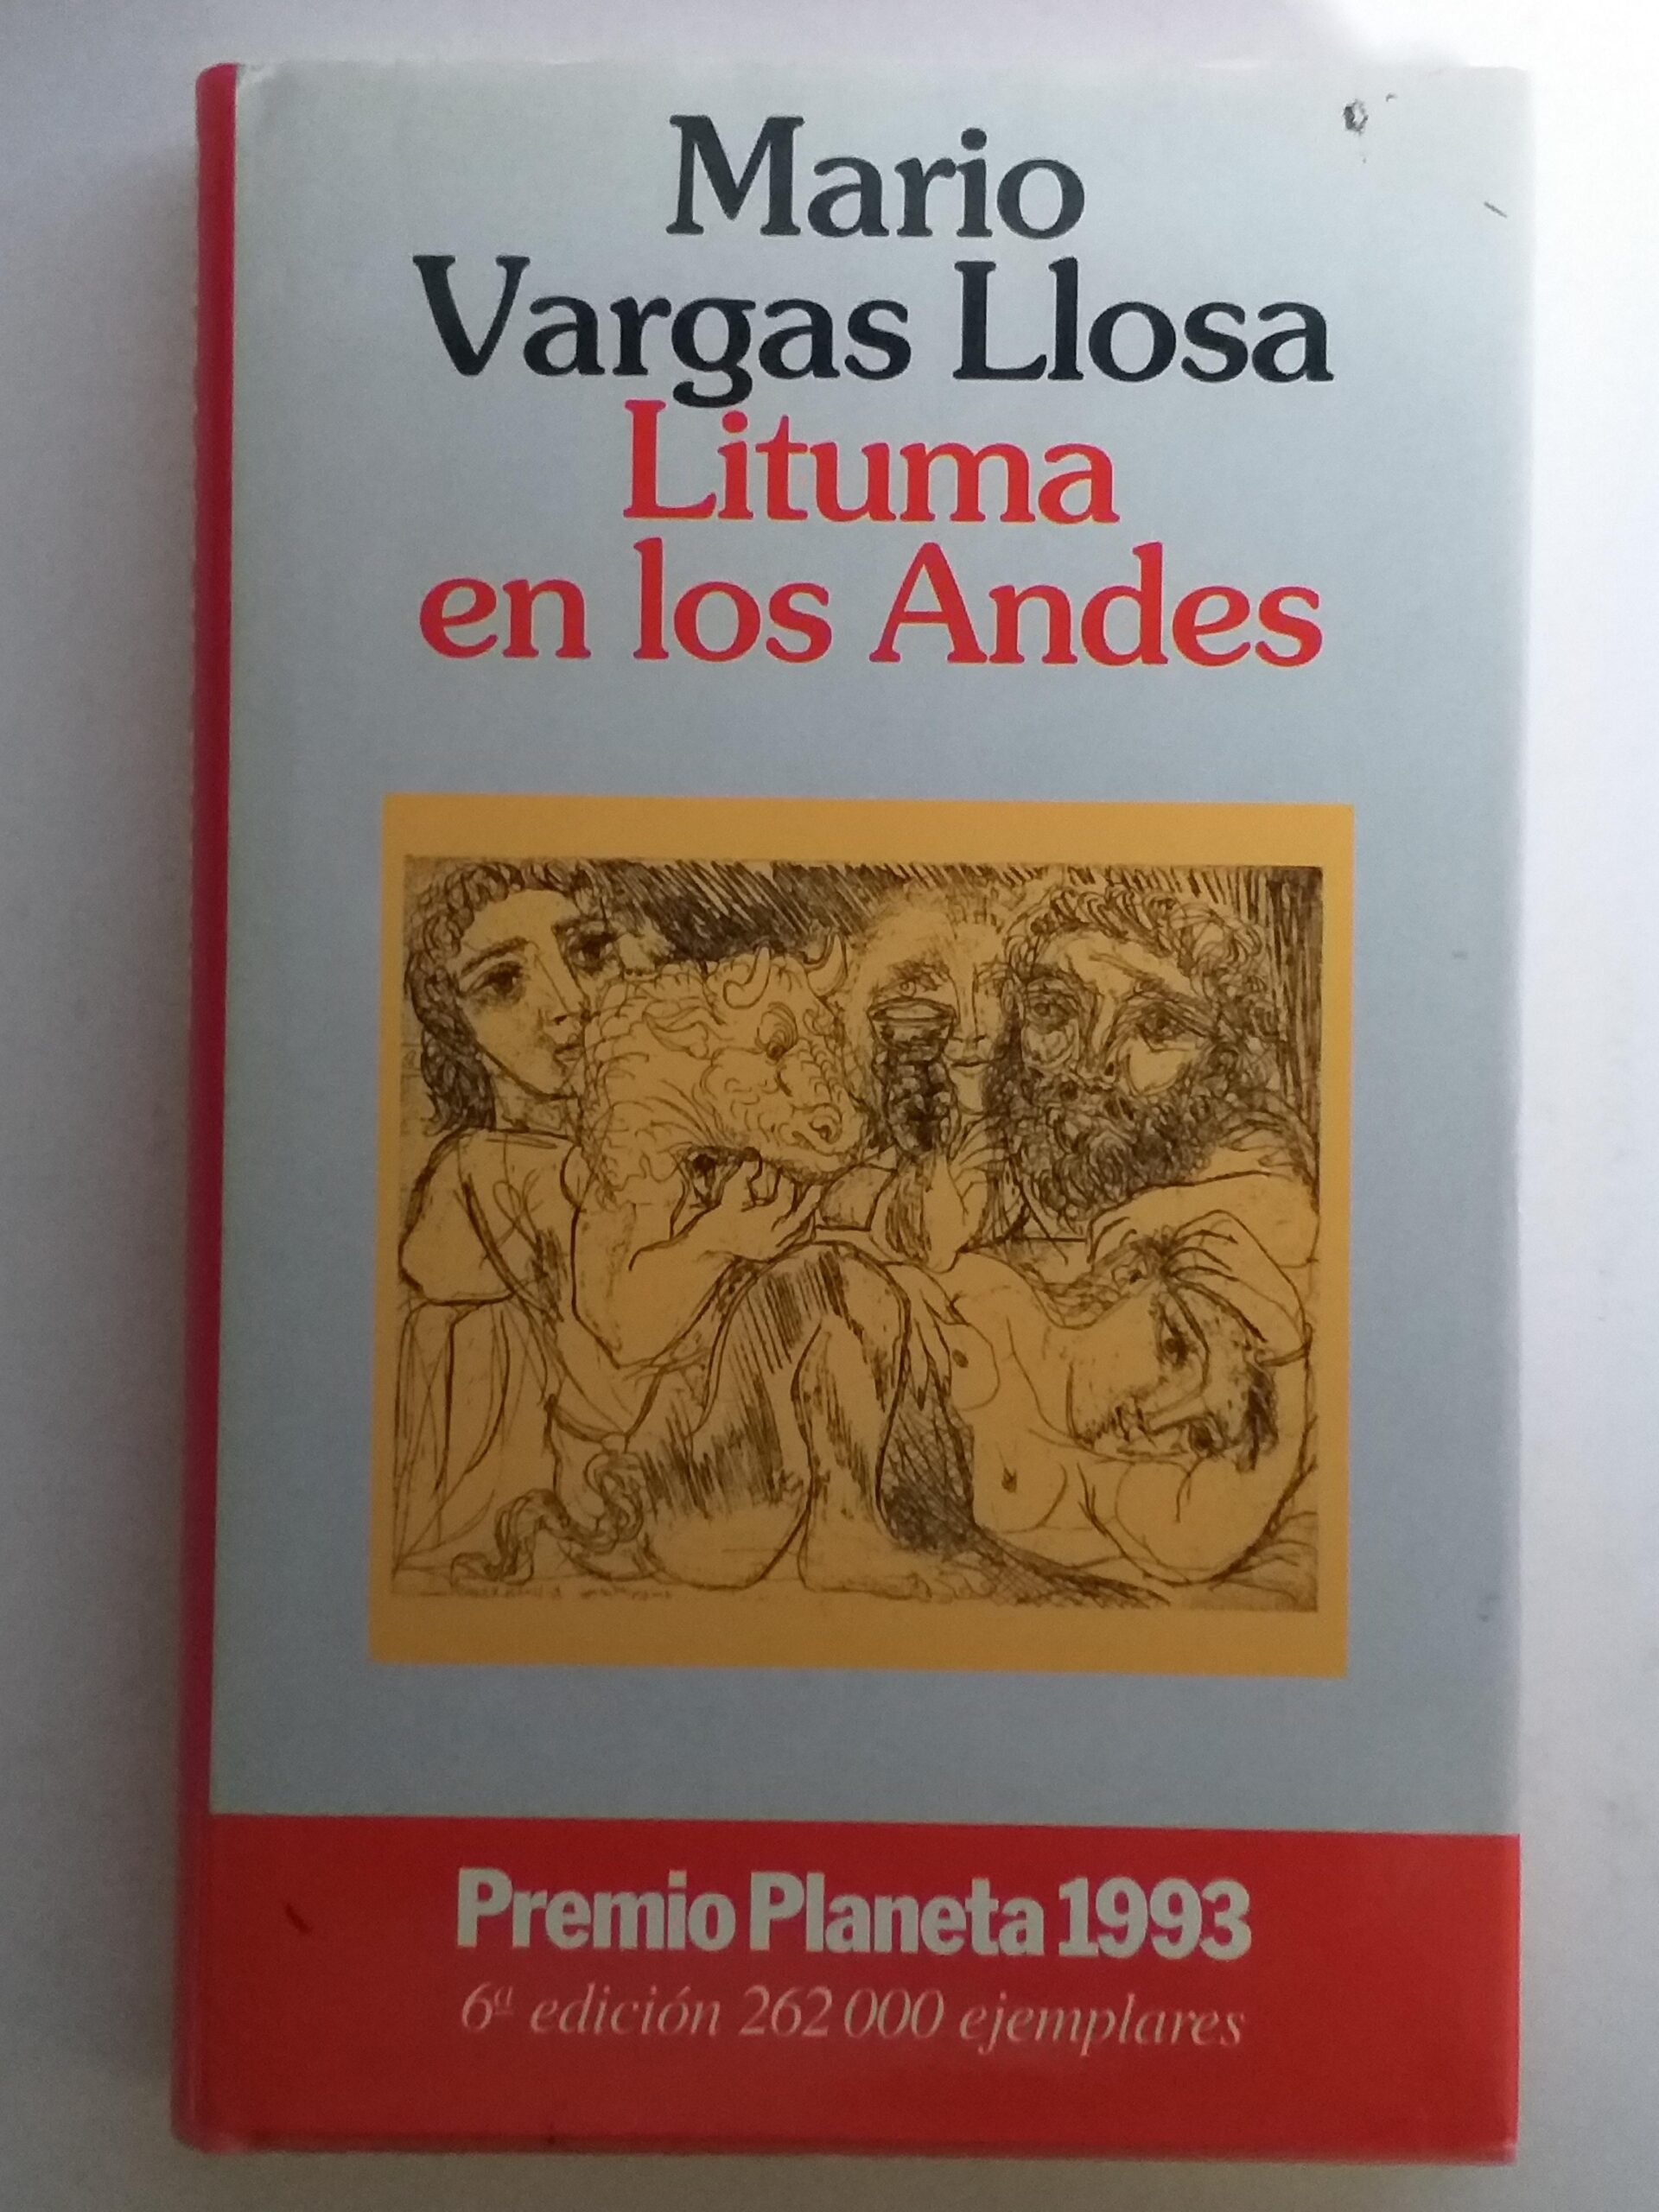 Mario
Vargas Llosa
Lituma
en los Andes
Premio Planeta 1993
6ª edición 262 000 ejemplares